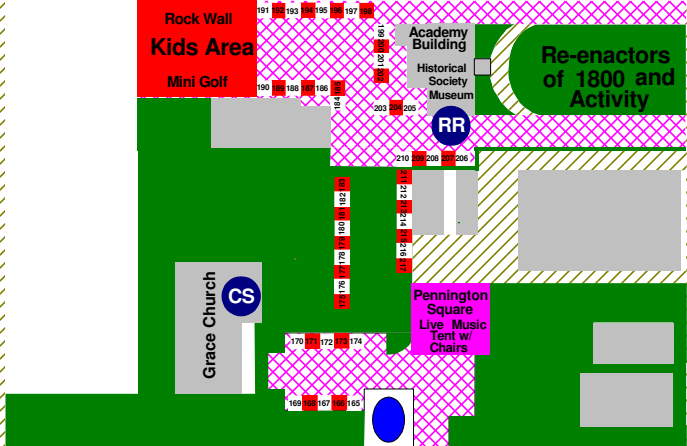 191 192 193 194 195 196 197 198
Rock Wall
Kids Area
Mini Golf
199
200
201
202
Academy
Building
Historical
Society
Museum
Re-enactors
of 1800 and
Activity
190 189 188 187 186 185
184
203 204 205
RR
210 209 208 207 206
183
182
181
180
179
178
177
176
175
211
212
213
214
215
216
217
Grace Church
CS
Pennington
Square
Live Music
Tent w/
Chairs
170 171 172 173 174
169 168 167 166 165